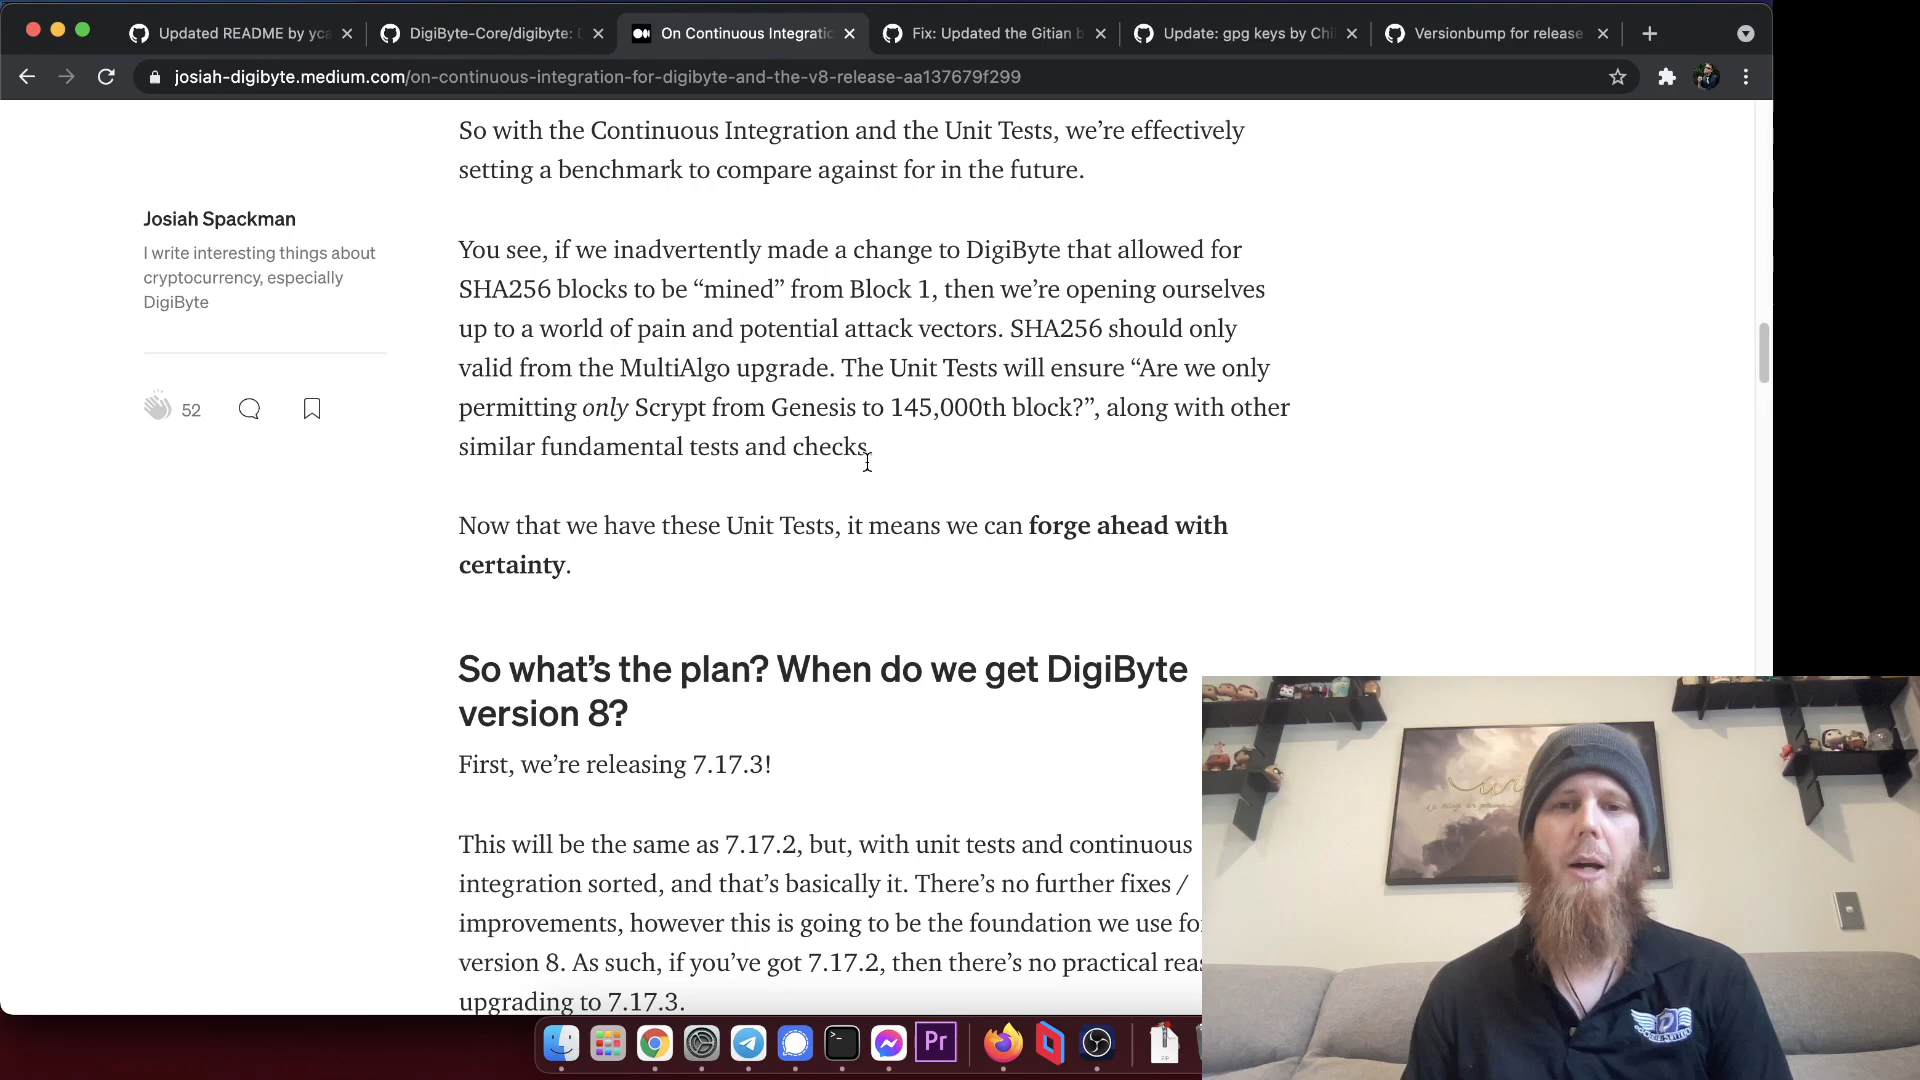 Updated README by yca
DigiByte-Core/digibyte:
On Continuous Integratio
Fix: Updated the Gitian b
Update: gpg keys by Chi
Versionbump for release
josiah-digibyte.medium.com/on-continuous-integration-for-digibyte-and-the-v8-release-aa137679f299
So with the Continuous Integration and the Unit Tests, we’re effectively
setting a benchmark to compare against for in the future.
Josiah Spackman
I write interesting things about
cryptocurrency, especially
DigiByte
52
You see, if we inadvertently made a change to DigiByte that allowed for
SHA256 blocks to be “mined” from Block 1, then we’re opening ourselves
up to a world of pain and potential attack vectors. SHA256 should only
valid from the MultiAlgo upgrade. The Unit Tests will ensure “Are we only
permitting only Scrypt from Genesis to 145,000th block?”, along with other
similar fundamental tests and checks.
Now that we have these Unit Tests, it means we can forge ahead with
certainty.
So what’s the plan? When do we get DigiByte
version 8?
First, we’re releasing 7.17.3!
This will be the same as 7.17.2, but, with unit tests and continuous
integration sorted, and that’s basically it. There’s no further fixes /
improvements, however this is going to be the foundation we use fo
version 8. As such, if you’ve got 7.17.2, then there’s no practical reas
upgrading to 7.17.3.
Pr
ZIP